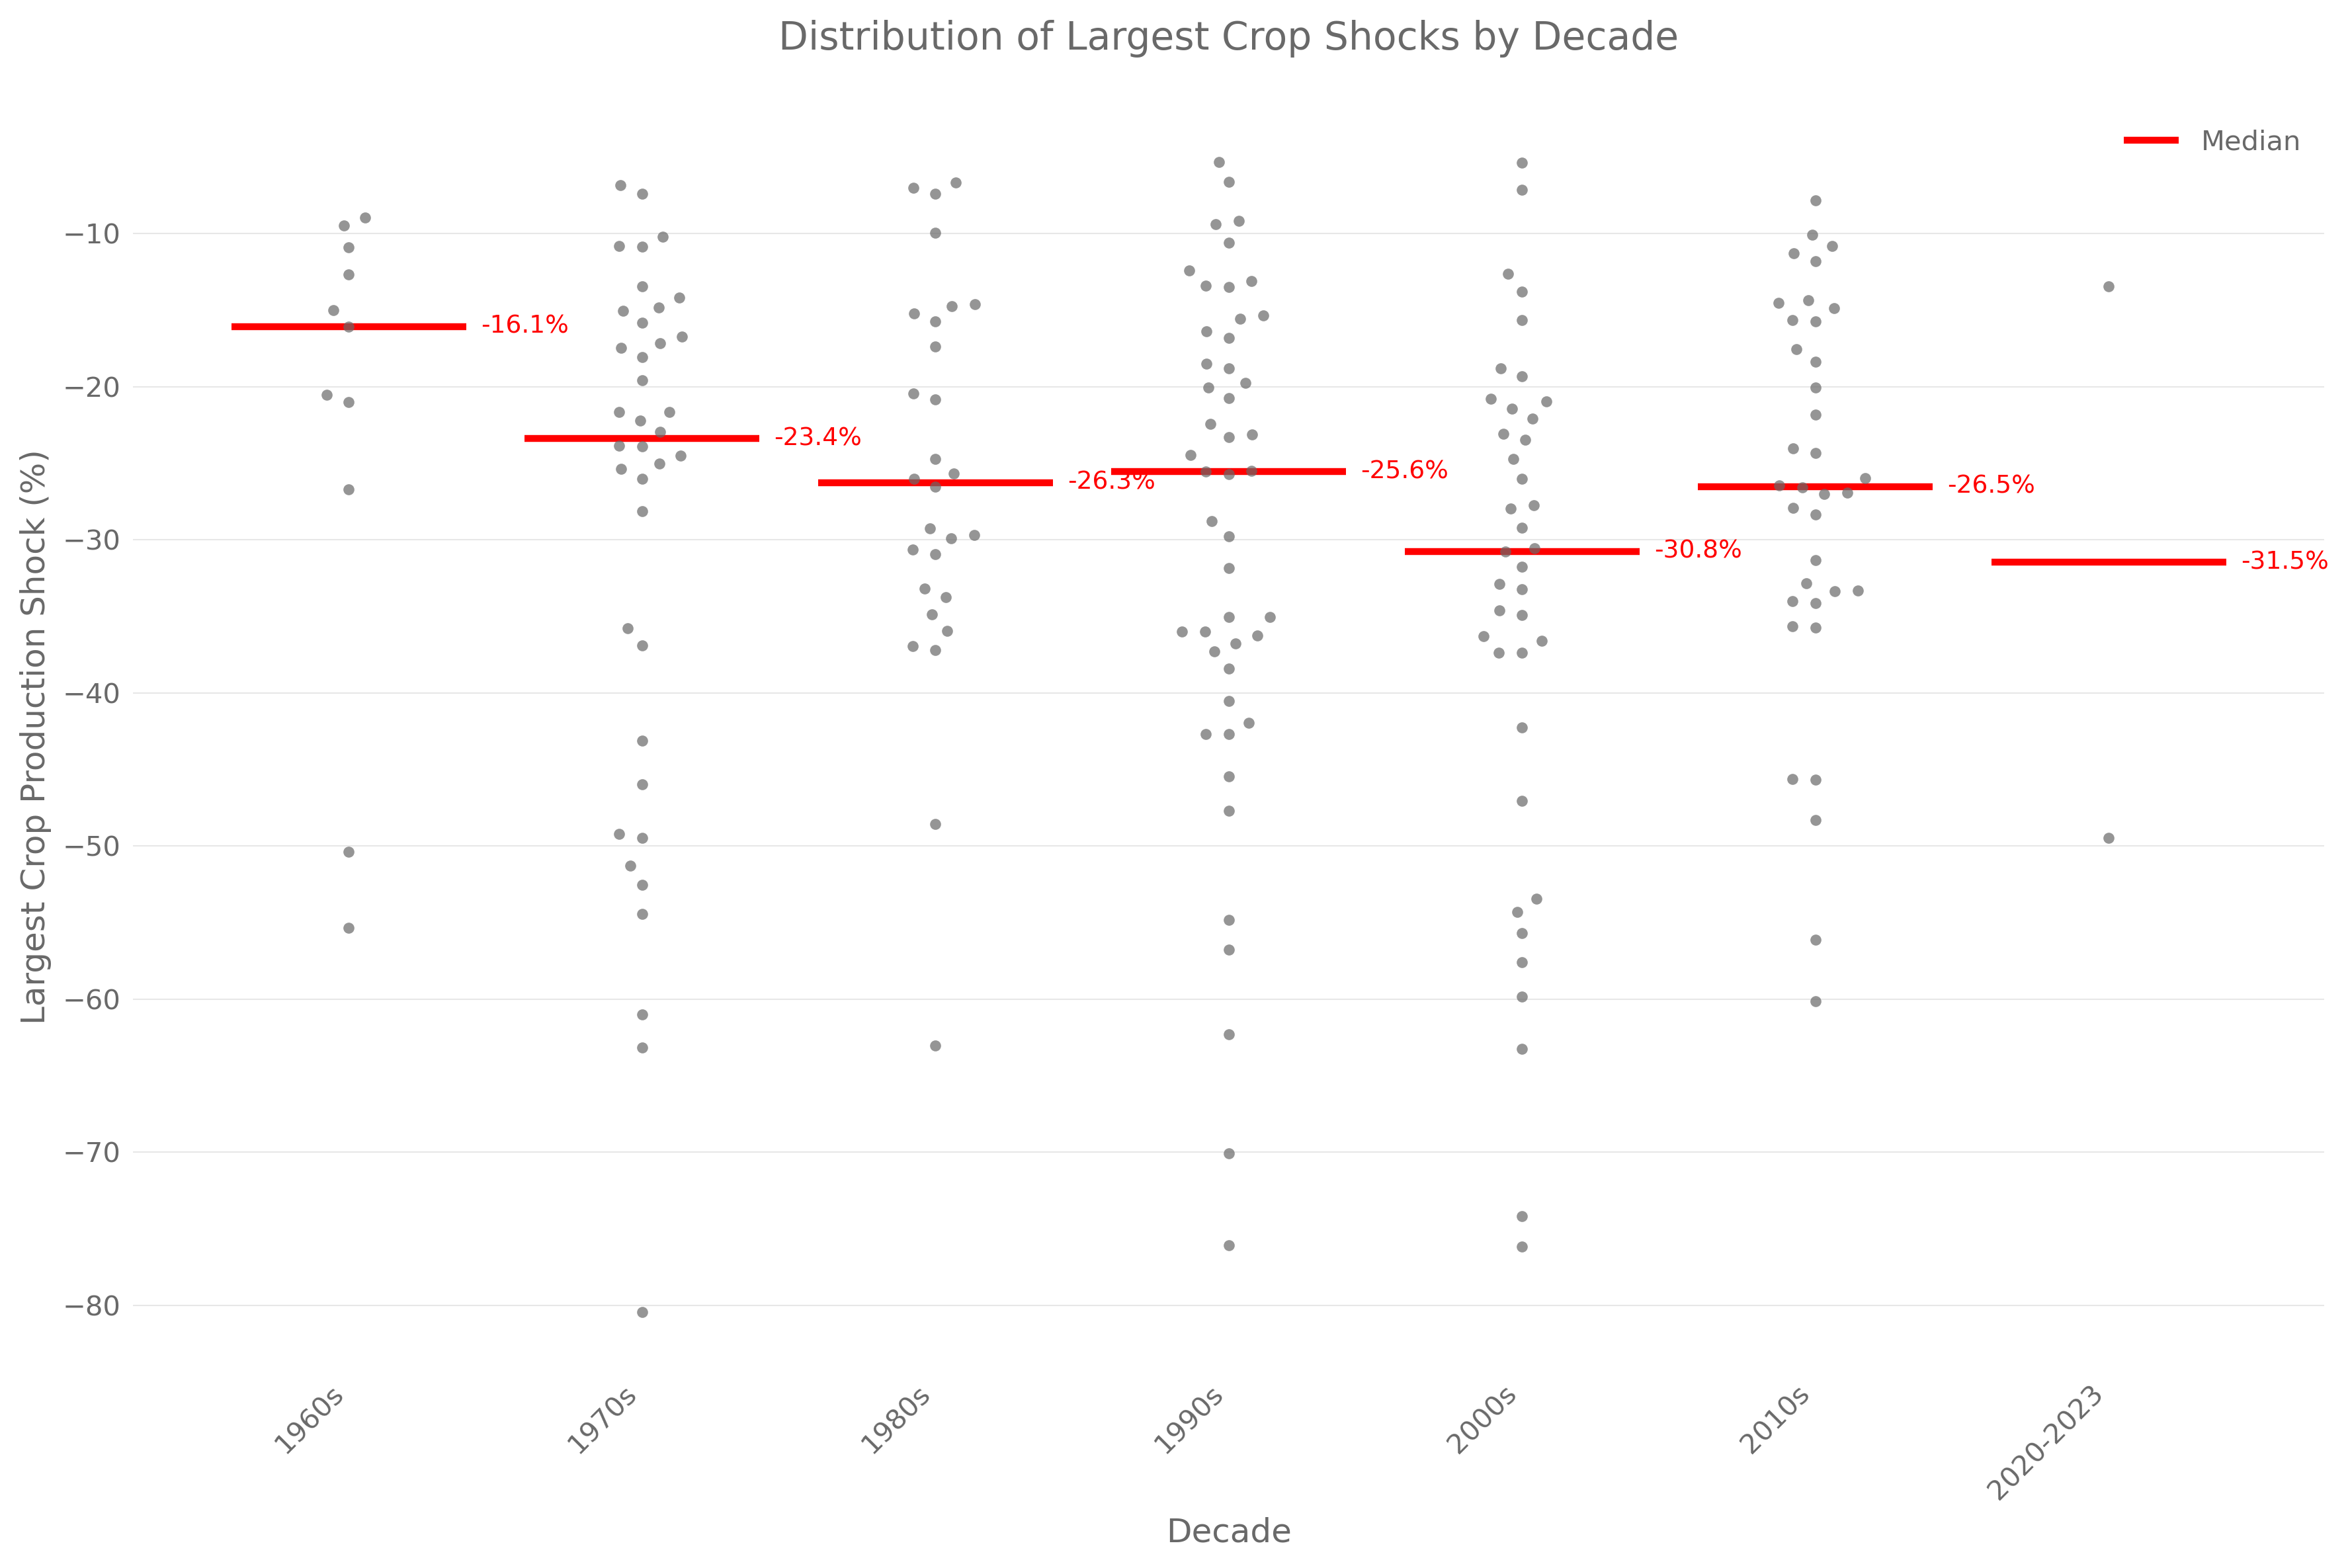 Distribution of Largest Crop Shocks by Decade
Median
Largest Crop Production Shock (%)
−10
−20
−30
−40
−50
−60
−70
−80
-16.1%
-23.4%
-26.3%
-25.6%
-30.8%
-26.5%
-31.5%
1960s
1970s
1980s
1990s
2000s
2010s
2020-2023
Decade